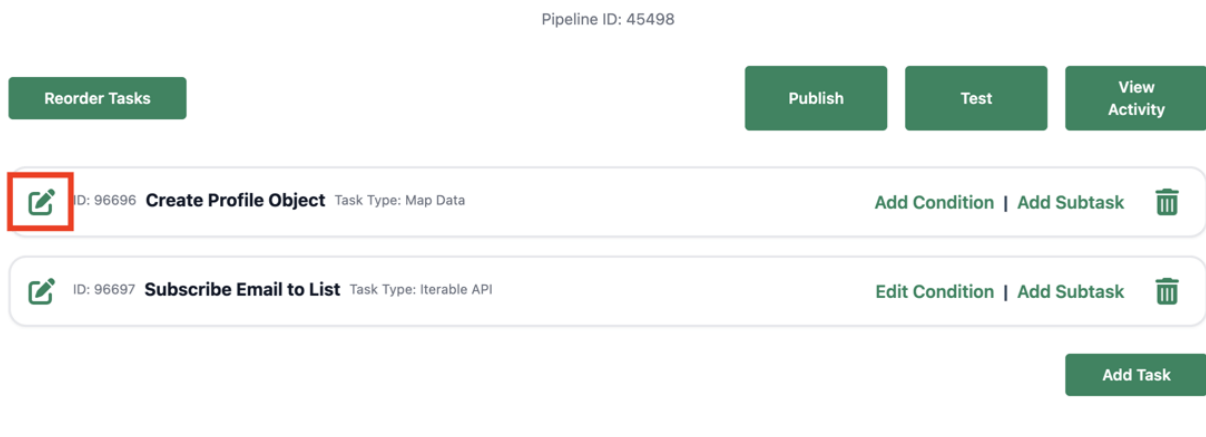 Pipeline ID: 45498
Reorder Tasks
Publish
Test
View
Activity
ID: 96696 Create Profile Object Task Type: Map Data
Add Condition | Add Subtask
ID: 96697 Subscribe Email to List Task Type: Iterable API
Edit Condition | Add Subtask
Add Task